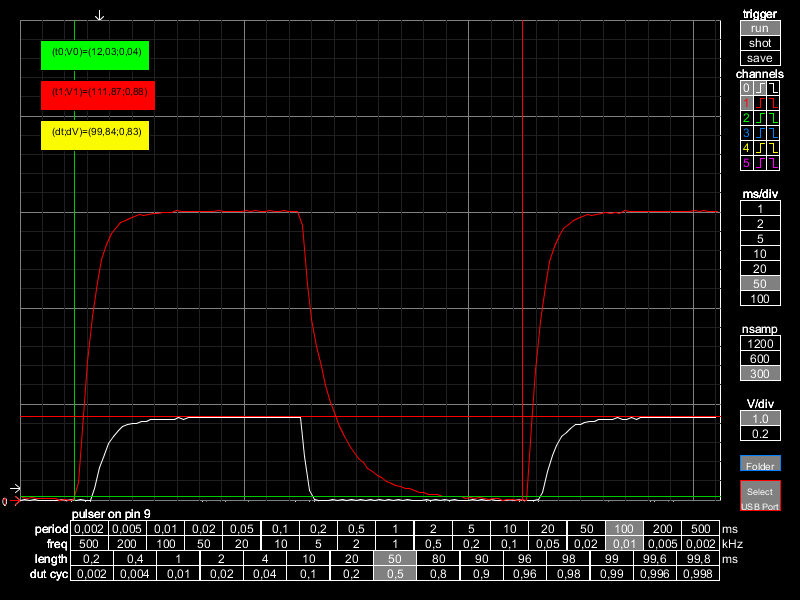 trigger
run
shot
save
channels
0
1
2
3
4
5
(t0;V0)=(12,03;0,04)
(t1;V1)=(111,87;0,88)
(dt;dV)=(99,84;0,83)
ms/div
1
2
5
10
20
50
100
nsamp
1200
600
300
V/div
1.0
0.2
Folder
Select
USB Port
0
pulser on pin 9
period 0,002 0,005 0,01 0,02 0,05 0,1 0,2 0,5 1 2 5 10 20 50 100 200 500 ms
freq 500 200 100 50 20 10 5 2 1 0,5 0,2 0,1 0,05 0,02 0,01 0,005 0,002 kHz
length 0,2 0,4 1 2 4 10 20 50 80 90 96 98 99 99,6 99,8 ms
dut cyc 0,002 0,004 0,01 0,02 0,04 0,1 0,2 0,5 0,8 0,9 0,96 0,98 0,99 0,996 0,998